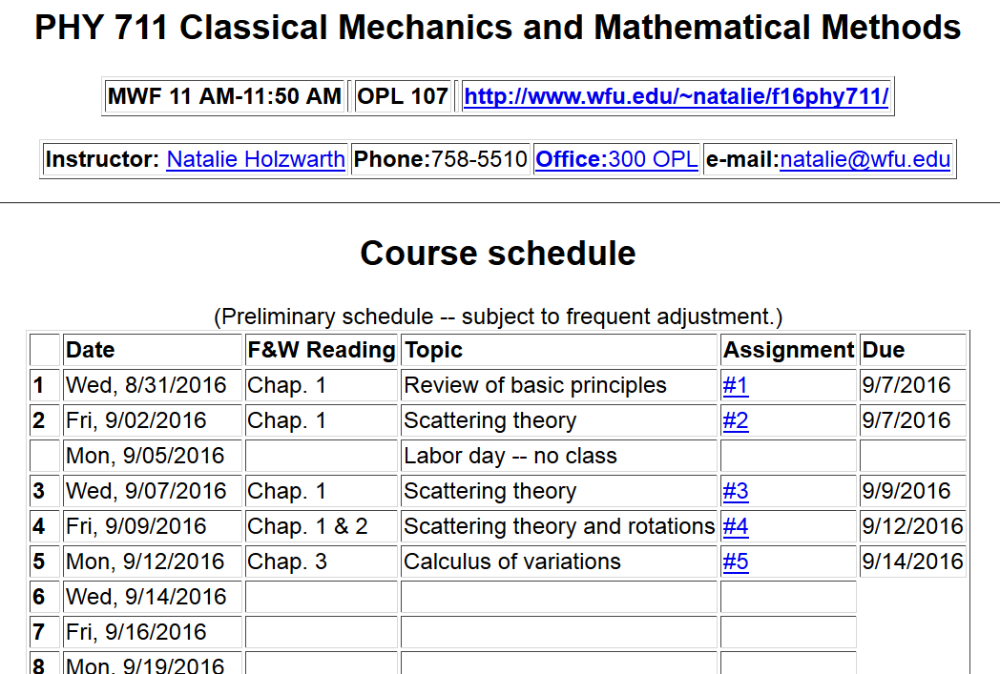 PHY 711 Classical Mechanics and Mathematical Methods
MWF 11 AM-11:50 AM OPL 107 http://www.wfu.edu/~natalie/f16phy711/
Instructor: Natalie Holzwarth Phone:758-5510 Office:300 OPL e-mail:natalie@wfu.edu
Course schedule
(Preliminary schedule -- subject to frequent adjustment.)
Date F&W Reading Topic Assignment Due
1 Wed, 8/31/2016 Chap. 1 Review of basic principles #1 9/7/2016
2 Fri, 9/02/2016 Chap. 1 Scattering theory #2 9/7/2016
Mon, 9/05/2016 Labor day -- no class
3 Wed, 9/07/2016 Chap. 1 Scattering theory #3 9/9/2016
4 Fri, 9/09/2016 Chap. 1 & 2 Scattering theory and rotations #4 9/12/2016
5 Mon, 9/12/2016 Chap. 3 Calculus of variations #5 9/14/2016
6 Wed, 9/14/2016
7 Fri, 9/16/2016
8 Mon, 9/19/2016